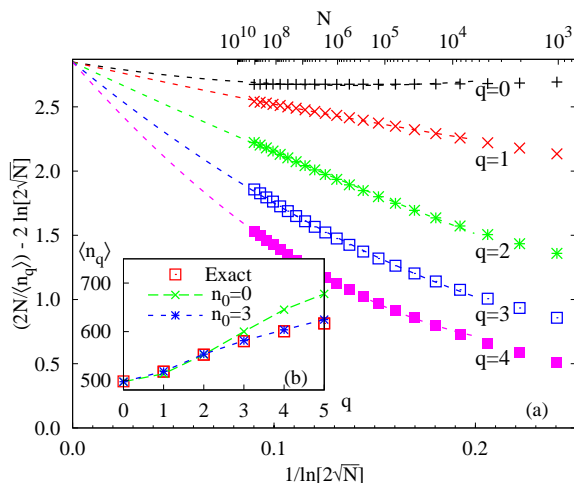 N
10^10 10^8 10^6 10^5 10^4 10^3
(2N/⟨n_q⟩) - 2 ln[2√N]
2.5
2.0
1.5
1.0
0.5
0.0
q=0
q=1
q=2
q=3
q=4
⟨n_q⟩
700
600
500
Exact
n_0=0
n_0=3
(b)
0 1 2 3 4 5
q
(a)
0.0 0.1 0.2
1/ln[2√N]